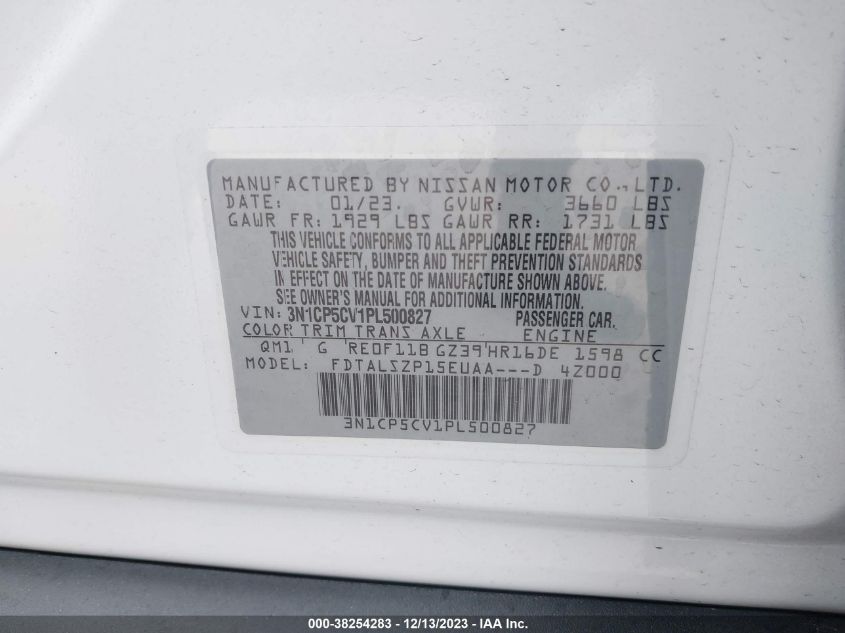 MANUFACTURED BY NISSAN MOTOR CO., LTD.
DATE: 01/23. GVWR: 3660 LBS
GAWR FR: 1929 LBS GAWR RR: 1731 LBS
THIS VEHICLE CONFORMS TO ALL APPLICABLE FEDERAL MOTOR
VEHICLE SAFETY, BUMPER AND THEFT PREVENTION STANDARDS
IN EFFECT ON THE DATE OF MANUFACTURE SHOWN ABOVE.
SEE OWNER'S MANUAL FOR ADDITIONAL INFORMATION.
VIN: 3N1CP5CV1PL500827 PASSENGER CAR.
COLOR TRIM TRANS AXLE ENGINE
QM1 G RE0F11B GZ39 HR16DE 1598 CC
MODEL: FDTALSZP15EUAA---D 4Z000
3N1CP5CV1PL500827
000-38254283 - 12/13/2023 - IAA Inc.